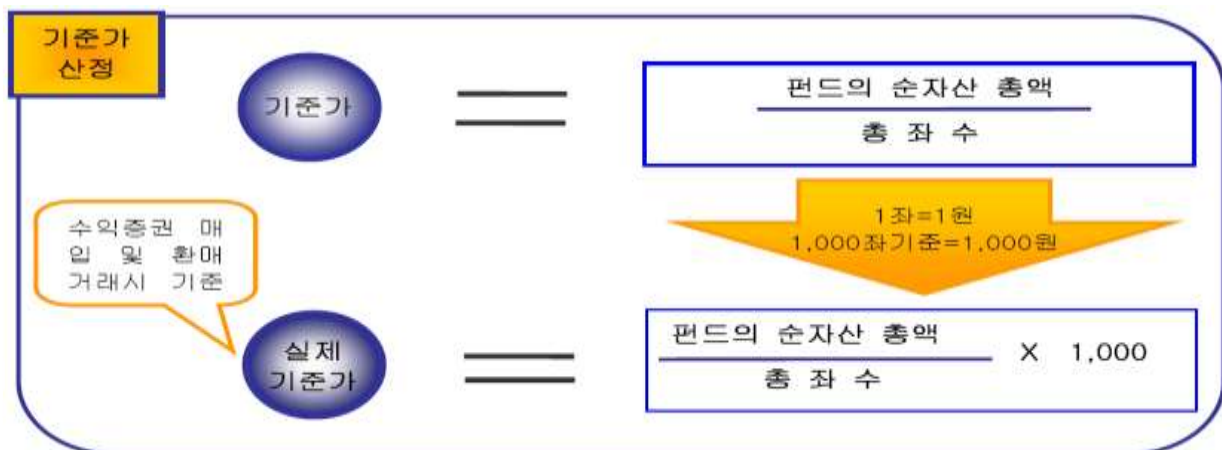 기준가
산정
기준가
펀드의 순자산 총액
총 좌 수
수익증권 매
입 및 환매
거래시 기준
1좌=1원
1,000좌기준=1,000원
실제
기준가
펀드의 순자산 총액
총 좌 수
X 1,000